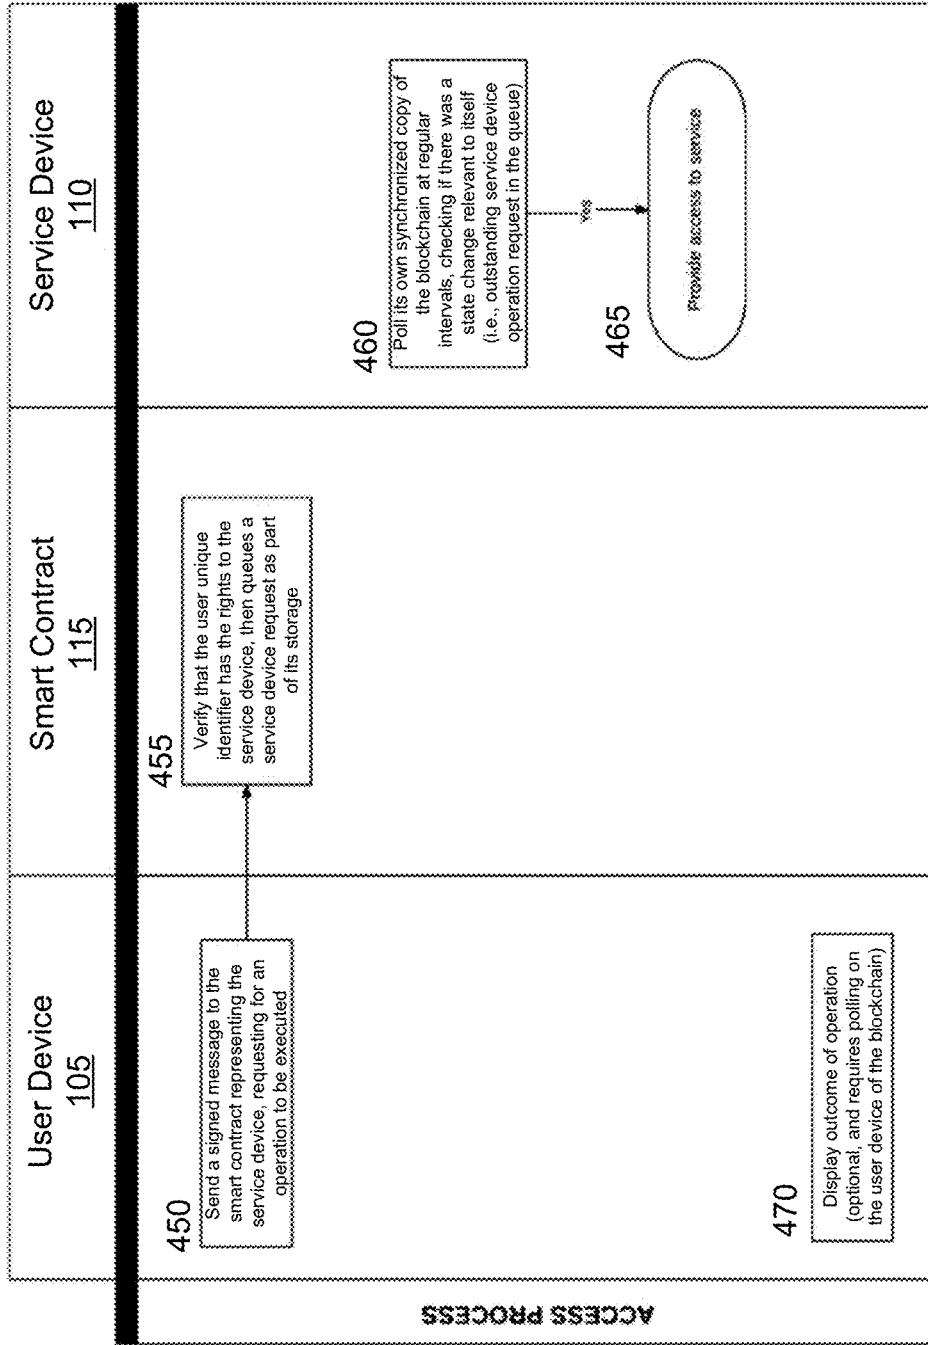 User Device
105
Smart Contract
115
Service Device
110
ACCESS PROCESS
450
Send a signed message to the
smart contract representing the
service device, requesting for an
operation to be executed
455
Verify that the user unique
identifier has the rights to the
service device, then queues a
service device request as part
of its storage
460
Poll its own synchronized copy of
the blockchain at regular
intervals, checking if there was a
state change relevant to itself
(i.e., outstanding service device
operation request in the queue)
Yes
465
Provide access to service
470
Display outcome of operation
(optional, and requires polling on
the user device of the blockchain)